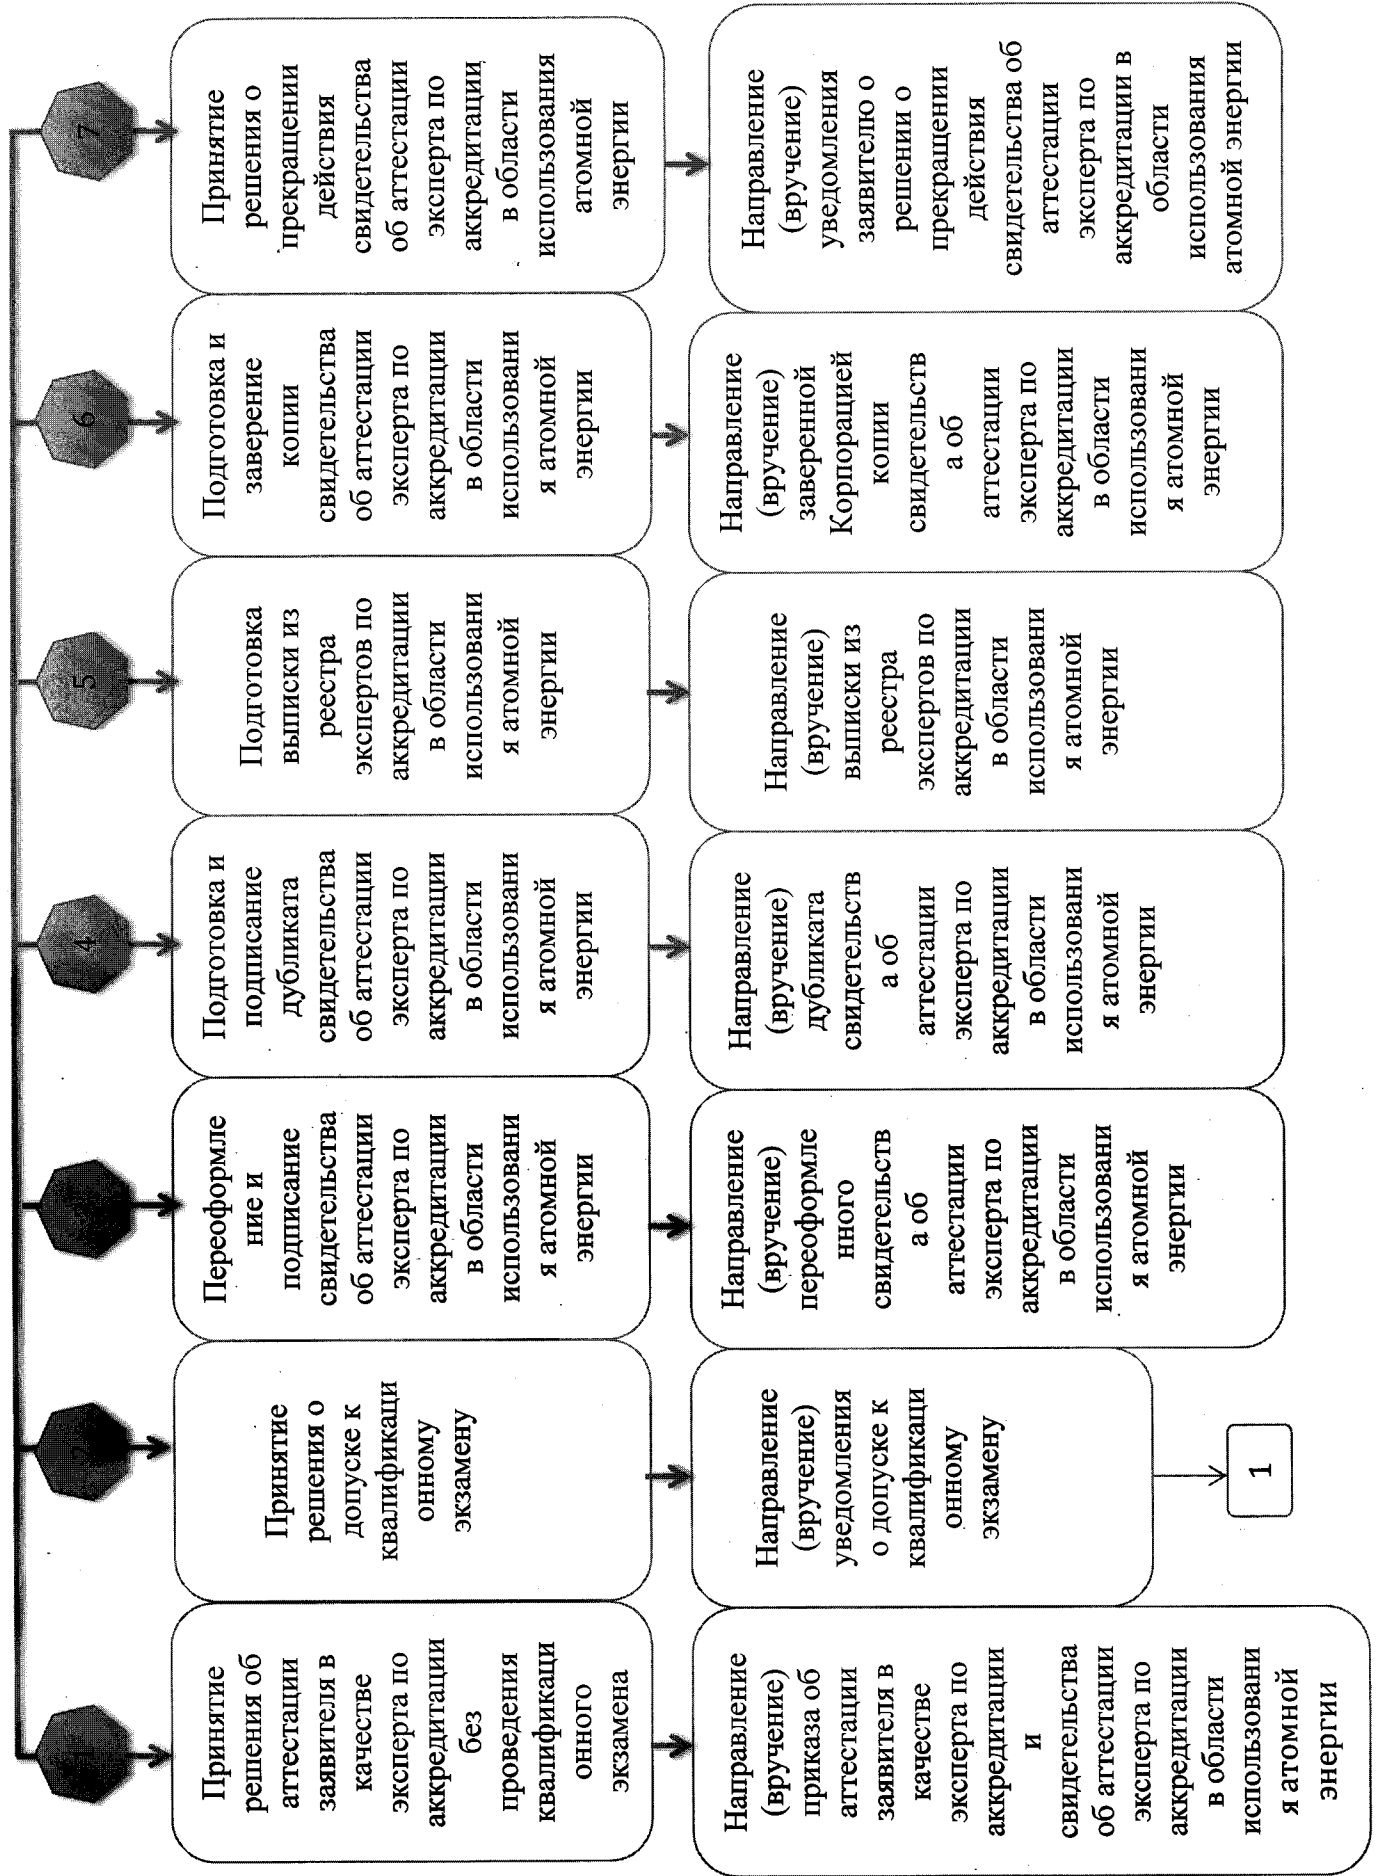 1
Принятие
решения об
аттестации
заявителя в
качестве
эксперта по
аккредитации
без
проведения
квалификаци
онного
экзамена
Направление
(вручение)
приказа об
аттестации
заявителя в
качестве
эксперта по
аккредитации
и
свидетельства
об аттестации
эксперта по
аккредитации
в области
использовани
я атомной
энергии
2
Принятие
решения о
допуске к
квалификаци
онному
экзамену
Направление
(вручение)
уведомления
о допуске к
квалификаци
онному
экзамену
1
Переоформле
ние и
подписание
свидетельства
об аттестации
эксперта по
аккредитации
в области
использовани
я атомной
энергии
Направление
(вручение)
переоформле
нного
свидетельств
а об
аттестации
эксперта по
аккредитации
в области
использовани
я атомной
энергии
4
Подготовка и
подписание
дубликата
свидетельства
об аттестации
эксперта по
аккредитации
в области
использовани
я атомной
энергии
Направление
(вручение)
дубликата
свидетельств
а об
аттестации
эксперта по
аккредитации
в области
использовани
я атомной
энергии
5
Подготовка
выписки из
реестра
экспертов по
аккредитации
в области
использовани
я атомной
энергии
Направление
(вручение)
выписки из
реестра
экспертов по
аккредитации
в области
использовани
я атомной
энергии
6
Подготовка и
заверение
копии
свидетельства
об аттестации
эксперта по
аккредитации
в области
использовани
я атомной
энергии
Направление
(вручение)
заверенной
Корпорацией
копии
свидетельств
а об
аттестации
эксперта по
аккредитации
в области
использовани
я атомной
энергии
7
Принятие
решения о
прекращении
действия
свидетельства
об аттестации
эксперта по
аккредитации
в области
использования
атомной
энергии
Направление
(вручение)
уведомления
заявителю о
решении о
прекращении
действия
свидетельства об
аттестации
эксперта по
аккредитации в
области
использования
атомной энергии